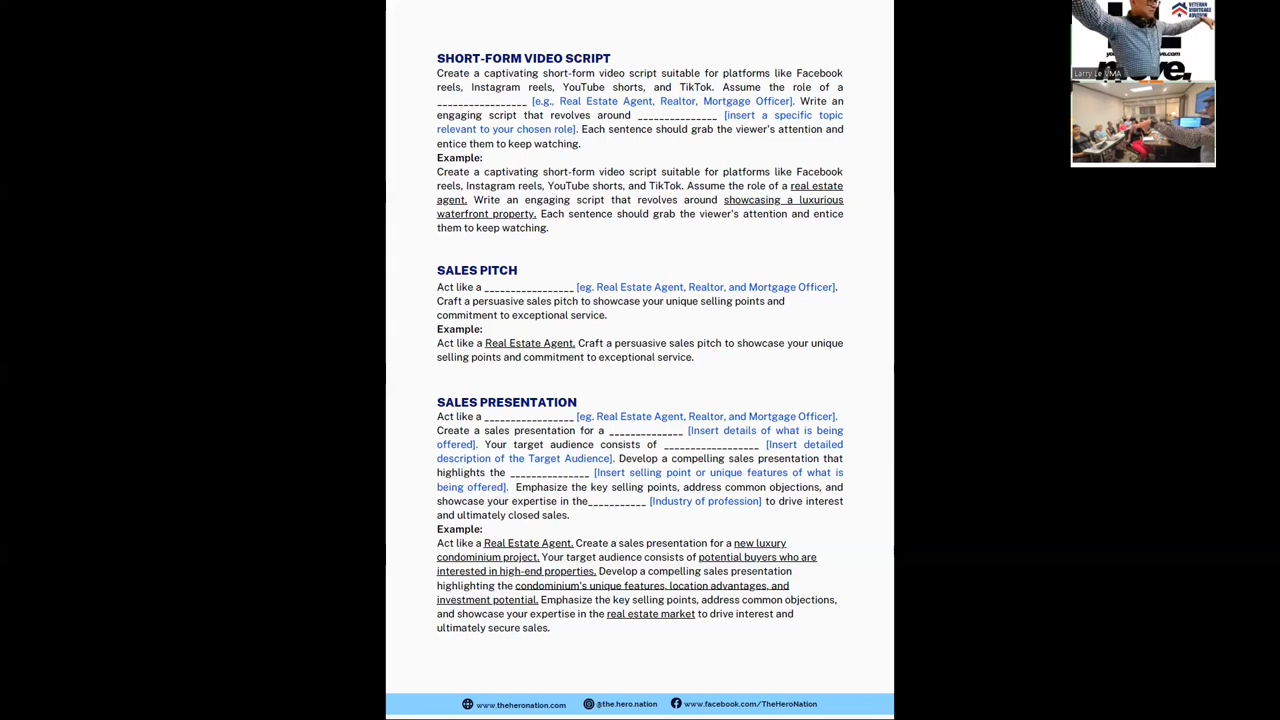 SHORT-FORM VIDEO SCRIPT
Create a captivating short-form video script suitable for platforms like Facebook
reels, Instagram reels, YouTube shorts, and TikTok. Assume the role of a
________________ [e.g., Real Estate Agent, Realtor, Mortgage Officer]. Write an
engaging script that revolves around ______________ [insert a specific topic
relevant to your chosen role]. Each sentence should grab the viewer's attention and
entice them to keep watching.
Example:
Create a captivating short-form video script suitable for platforms like Facebook
reels, Instagram reels, YouTube shorts, and TikTok. Assume the role of a real estate
agent. Write an engaging script that revolves around showcasing a luxurious
waterfront property. Each sentence should grab the viewer's attention and entice
them to keep watching.
SALES PITCH
Act like a ________________ [eg. Real Estate Agent, Realtor, and Mortgage Officer].
Craft a persuasive sales pitch to showcase your unique selling points and
commitment to exceptional service.
Example:
Act like a Real Estate Agent. Craft a persuasive sales pitch to showcase your unique
selling points and commitment to exceptional service.
SALES PRESENTATION
Act like a ________________ [eg. Real Estate Agent, Realtor, and Mortgage Officer].
Create a sales presentation for a _____________ [Insert details of what is being
offered]. Your target audience consists of _________________ [Insert detailed
description of the Target Audience]. Develop a compelling sales presentation that
highlights the ______________ [Insert selling point or unique features of what is
being offered]. Emphasize the key selling points, address common objections, and
showcase your expertise in the___________ [Industry of profession] to drive interest
and ultimately closed sales.
Example:
Act like a Real Estate Agent. Create a sales presentation for a new luxury
condominium project. Your target audience consists of potential buyers who are
interested in high-end properties. Develop a compelling sales presentation
highlighting the condominium's unique features, location advantages, and
investment potential. Emphasize the key selling points, address common objections,
and showcase your expertise in the real estate market to drive interest and
ultimately secure sales.
www.theheronation.com @the.hero.nation www.facebook.com/TheHeroNation
VETERAN
MORTGAGE
Larry Le VMA